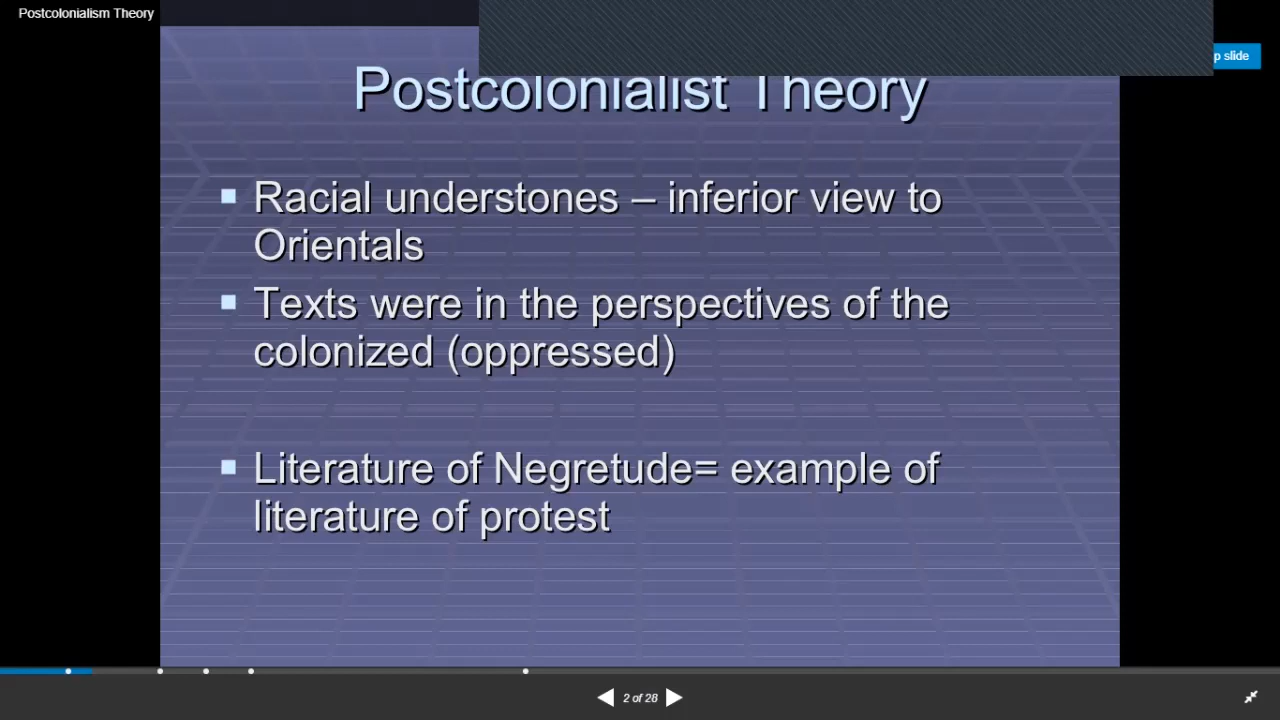 Postcolonialism Theory
p slide
Postcolonialist Theory
Racial understones – inferior view to
Orientals
Texts were in the perspectives of the
colonized (oppressed)
Literature of Negretude= example of
literature of protest
2 of 28